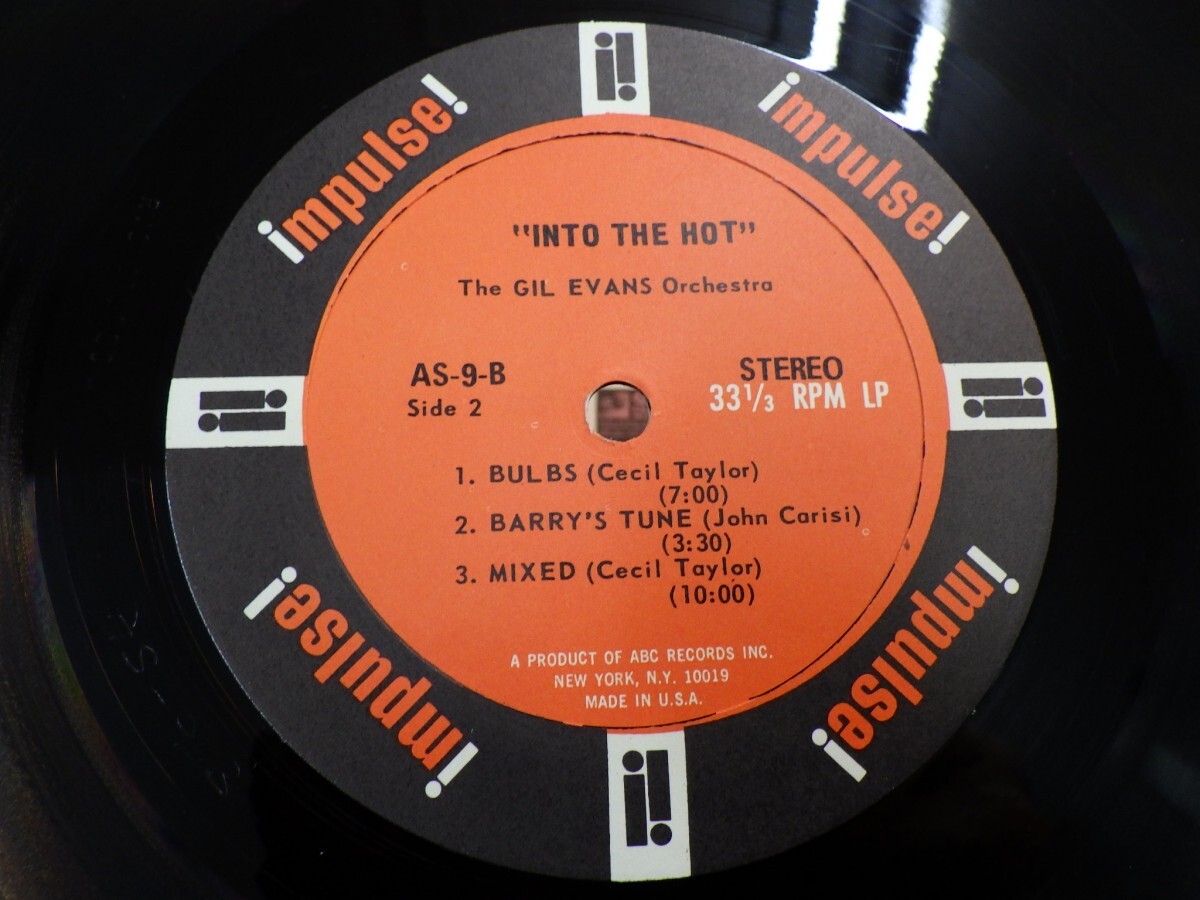 impulse!
impulse!
"INTO THE HOT"
The GIL EVANS Orchestra
AS-9-B
Side 2
STEREO
33 1/3 RPM LP
1. BULBS (Cecil Taylor)
(7:00)
2. BARRY'S TUNE (John Carisi)
(3:30)
3. MIXED (Cecil Taylor)
(10:00)
A PRODUCT OF ABC RECORDS INC.
NEW YORK, N.Y. 10019
MADE IN U.S.A.
impulse!
impulse!